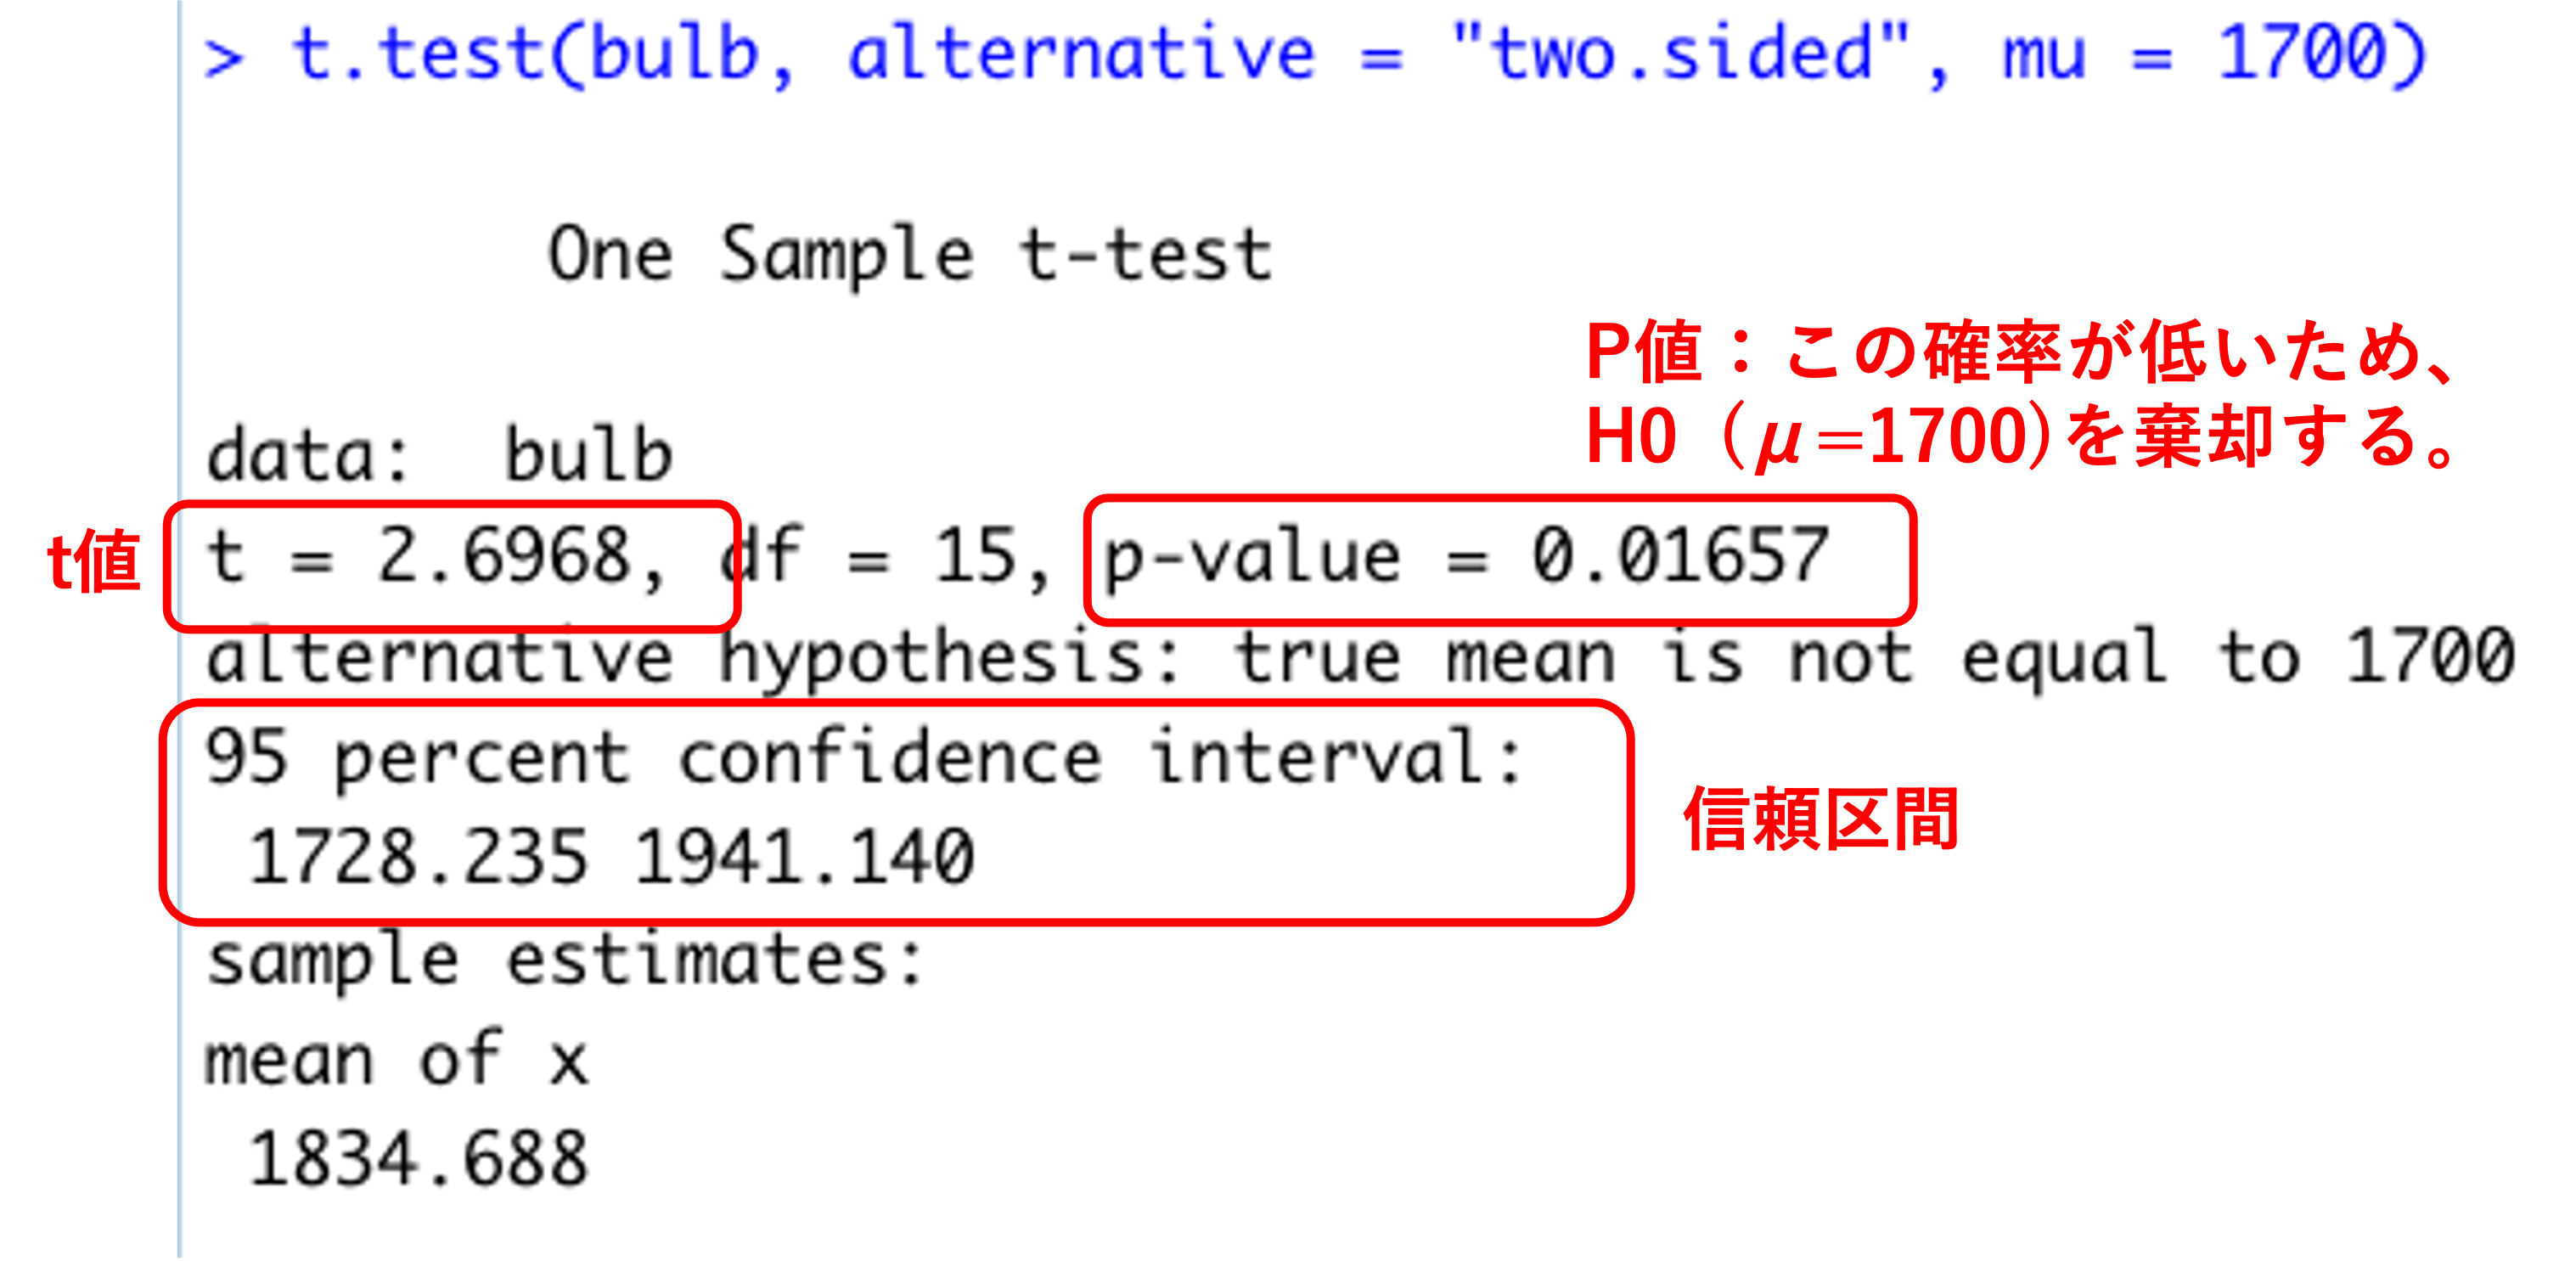 > t.test(bulb, alternative = "two.sided", mu = 1700)
One Sample t-test
P値：この確率が低いため、
H0（μ=1700)を棄却する。
data:  bulb
t値
t = 2.6968, df = 15, p-value = 0.01657
alternative hypothesis: true mean is not equal to 1700
95 percent confidence interval:
1728.235 1941.140
信頼区間
sample estimates:
mean of x
1834.688